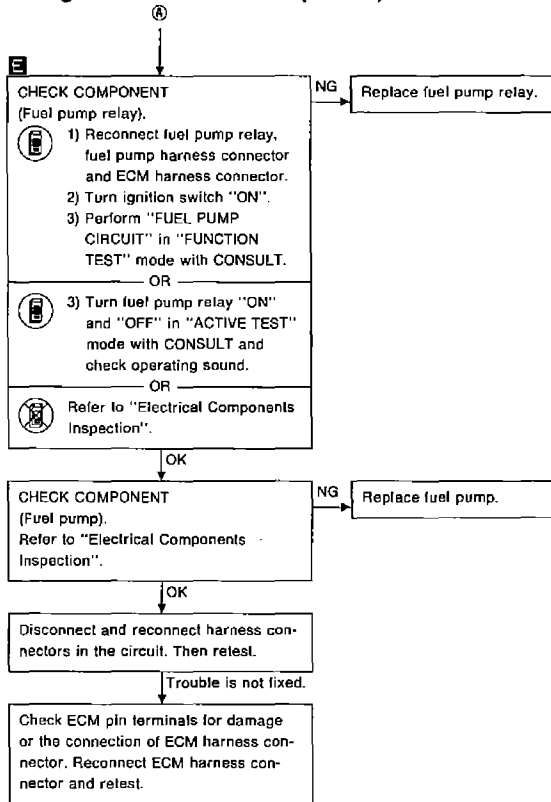 Ⓐ
E
CHECK COMPONENT
(Fuel pump relay).
1) Reconnect fuel pump relay,
fuel pump harness connector
and ECM harness connector.
2) Turn ignition switch "ON".
3) Perform "FUEL PUMP
CIRCUIT" in "FUNCTION
TEST" mode with CONSULT.
OR
3) Turn fuel pump relay "ON"
and "OFF" in "ACTIVE TEST"
mode with CONSULT and
check operating sound.
OR
Refer to "Electrical Components
Inspection".
NG
Replace fuel pump relay.
OK
CHECK COMPONENT
(Fuel pump).
Refer to "Electrical Components
Inspection".
NG
Replace fuel pump.
OK
Disconnect and reconnect harness con-
nectors in the circuit. Then retest.
Trouble is not fixed.
Check ECM pin terminals for damage
or the connection of ECM harness con-
nector. Reconnect ECM harness con-
nector and retest.